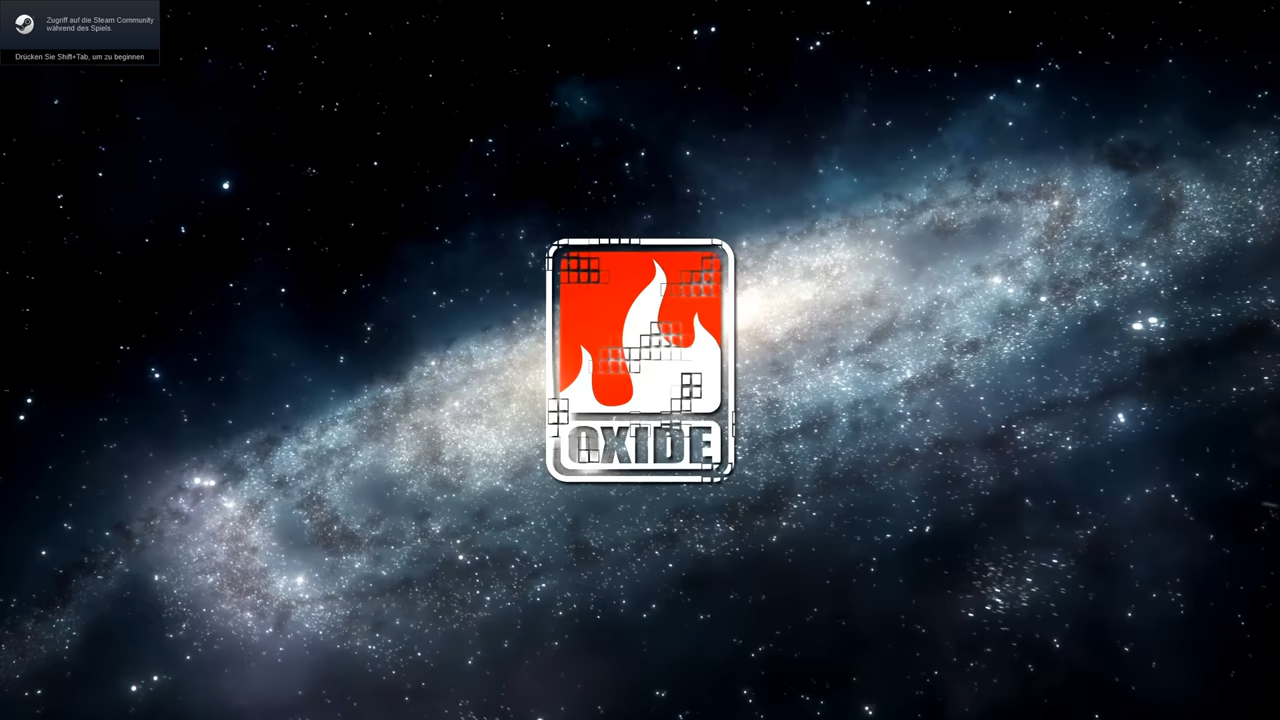 Zugriff auf die Steam Community
während des Spiels.
Drücken Sie Shift+Tab, um zu beginnen
OXIDE